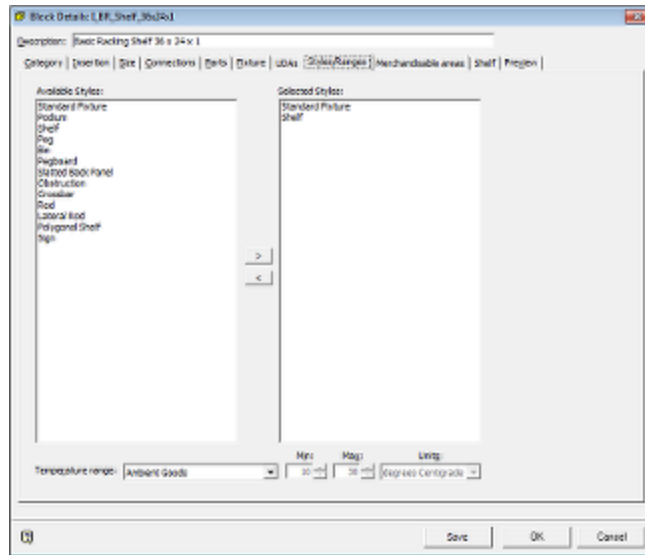 Block Details: I_BR_Shelf_36x24x1
Description: Basic Racking Shelf 36 x 24 x 1
Category Insertion Size Connections Parts Fixture UDAs Styles/Ranges Merchandisable areas Shelf Preview
Available Styles: Selected Styles:
Standard Fixture Standard Fixture
Podium Shelf
Shelf
Peg
Bin
Pegboard
Slatted Back Panel
Obstruction
Crossbar
Rod
Lateral Rod
Polygonal Shelf
Sign
>
<
Min: Mag: Units:
Temperature range: Ambient Goods degrees Centigrade
Save OK Cancel